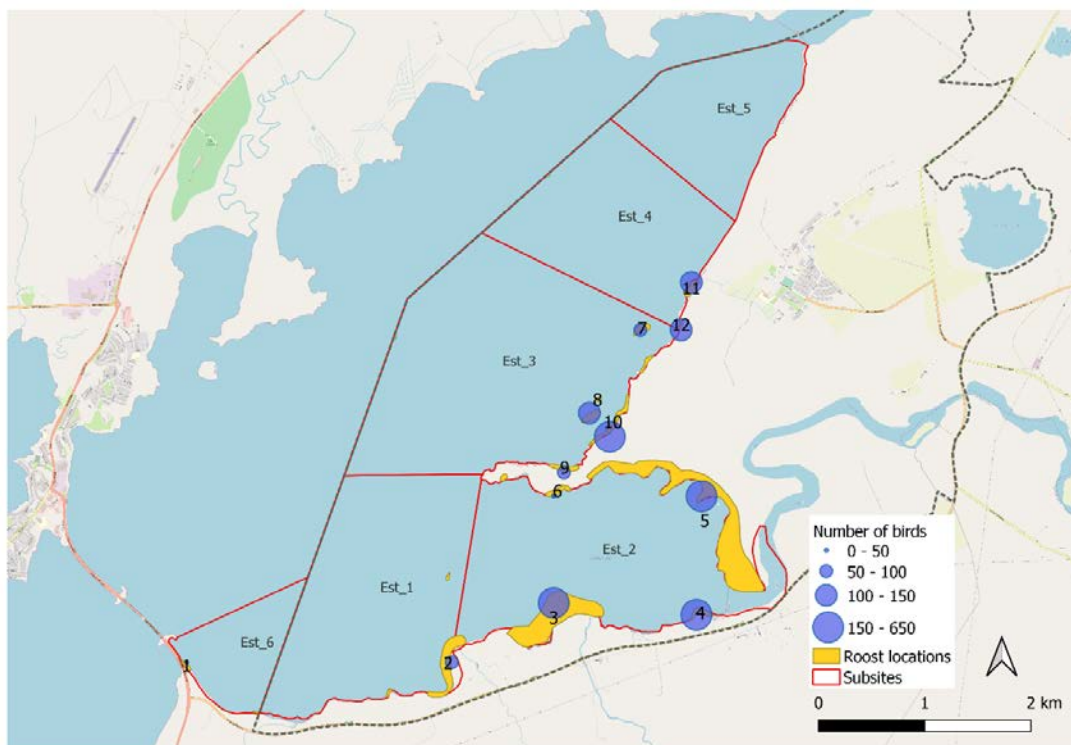 Est_5
Est_4
11
7
12
Est_3
8
10
9
6
5
Est_2
Est_1
3
4
Est_6
1
2
Number of birds
0 - 50
50 - 100
100 - 150
150 - 650
Roost locations
Subsites
0 1 2 km